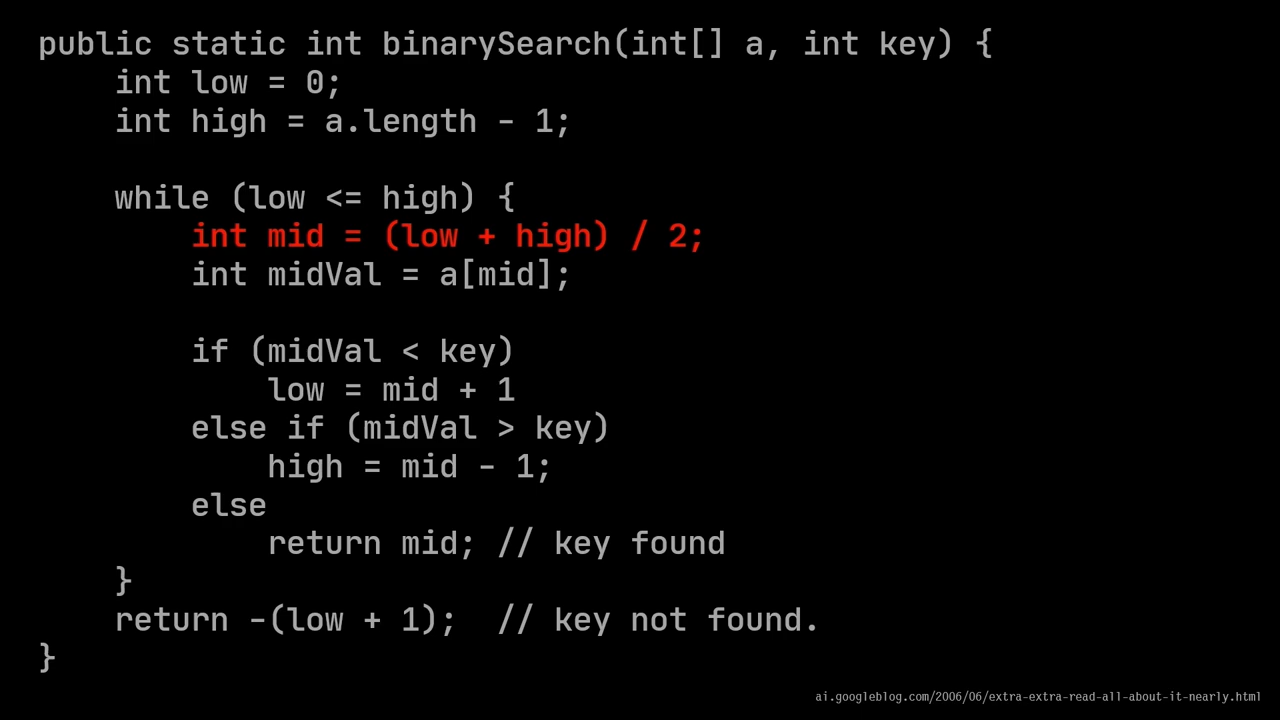 public static int binarySearch(int[] a, int key) {
    int low = 0;
    int high = a.length - 1;

    while (low <= high) {
        int mid = (low + high) / 2;
        int midVal = a[mid];

        if (midVal < key)
            low = mid + 1
        else if (midVal > key)
            high = mid - 1;
        else
            return mid; // key found
    }
    return -(low + 1);  // key not found.
}
ai.googleblog.com/2006/06/extra-extra-read-all-about-it-nearly.html